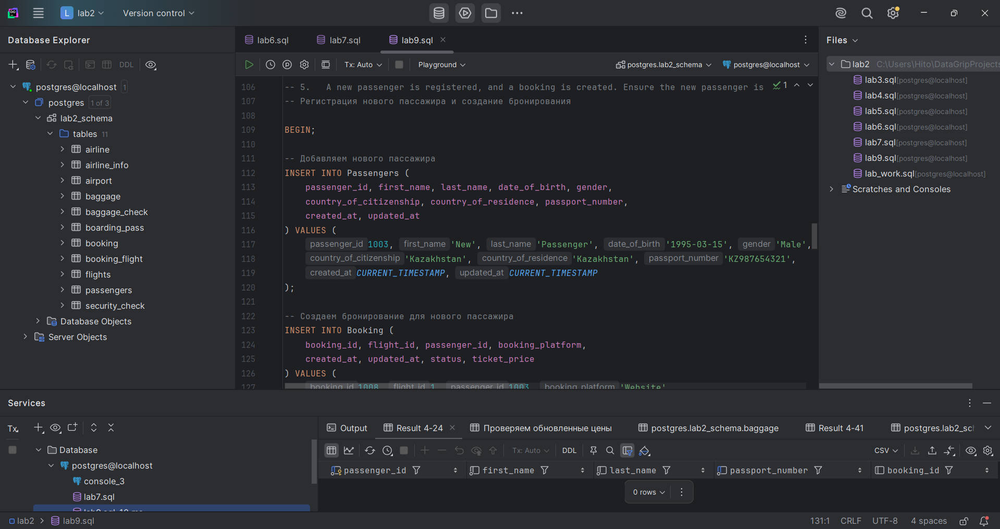 L lab2 Version control
Database Explorer
DDL
postgres@localhost 1
postgres 1 of 3
lab2_schema
tables 11
airline
airline_info
airport
baggage
baggage_check
boarding_pass
booking
booking_flight
flights
passengers
security_check
Database Objects
Server Objects
lab6.sql lab7.sql lab9.sql
Tx: Auto Playground postgres.lab2_schema postgres@localhost
1
106 -- 5. A new passenger is registered, and a booking is created. Ensure the new passenger is
107 -- Регистрация нового пассажира и создание бронирования
108
109 BEGIN;
110
111 -- Добавляем нового пассажира
112 INSERT INTO Passengers (
113 passenger_id, first_name, last_name, date_of_birth, gender,
114 country_of_citizenship, country_of_residence, passport_number,
115 created_at, updated_at
116 ) VALUES (
117 passenger_id 1003, first_name 'New', last_name 'Passenger', date_of_birth '1995-03-15', gender 'Male',
118 country_of_citizenship 'Kazakhstan', country_of_residence 'Kazakhstan', passport_number 'KZ987654321',
119 created_at CURRENT_TIMESTAMP, updated_at CURRENT_TIMESTAMP
120 );
121
122 -- Создаем бронирование для нового пассажира
123 INSERT INTO Booking (
124 booking_id, flight_id, passenger_id, booking_platform,
125 created_at, updated_at, status, ticket_price
126 ) VALUES (
127 booking_id 1008, flight_id 1, passenger_id 1003, booking_platform 'Website',
Files
lab2 C:\Users\Hito\DataGripProjects
lab3.sql [postgres@localhost]
lab4.sql [postgres@localhost]
lab5.sql [postgres@localhost]
lab6.sql [postgres@localhost]
lab7.sql [postgres@localhost]
lab9.sql [postgres@localhost]
lab_work.sql [postgres@localhost]
Scratches and Consoles
Services
Tx
Database
postgres@localhost
console_3
lab7.sql
Output Result 4-24 Проверяем обновленные цены postgres.lab2_schema.baggage Result 4-41 postgres.lab2_sc
Tx: Auto DDL CSV
passenger_id first_name last_name passport_number booking_id
0 rows
lab2 lab9.sql
131:1 CRLF UTF-8 4 spaces